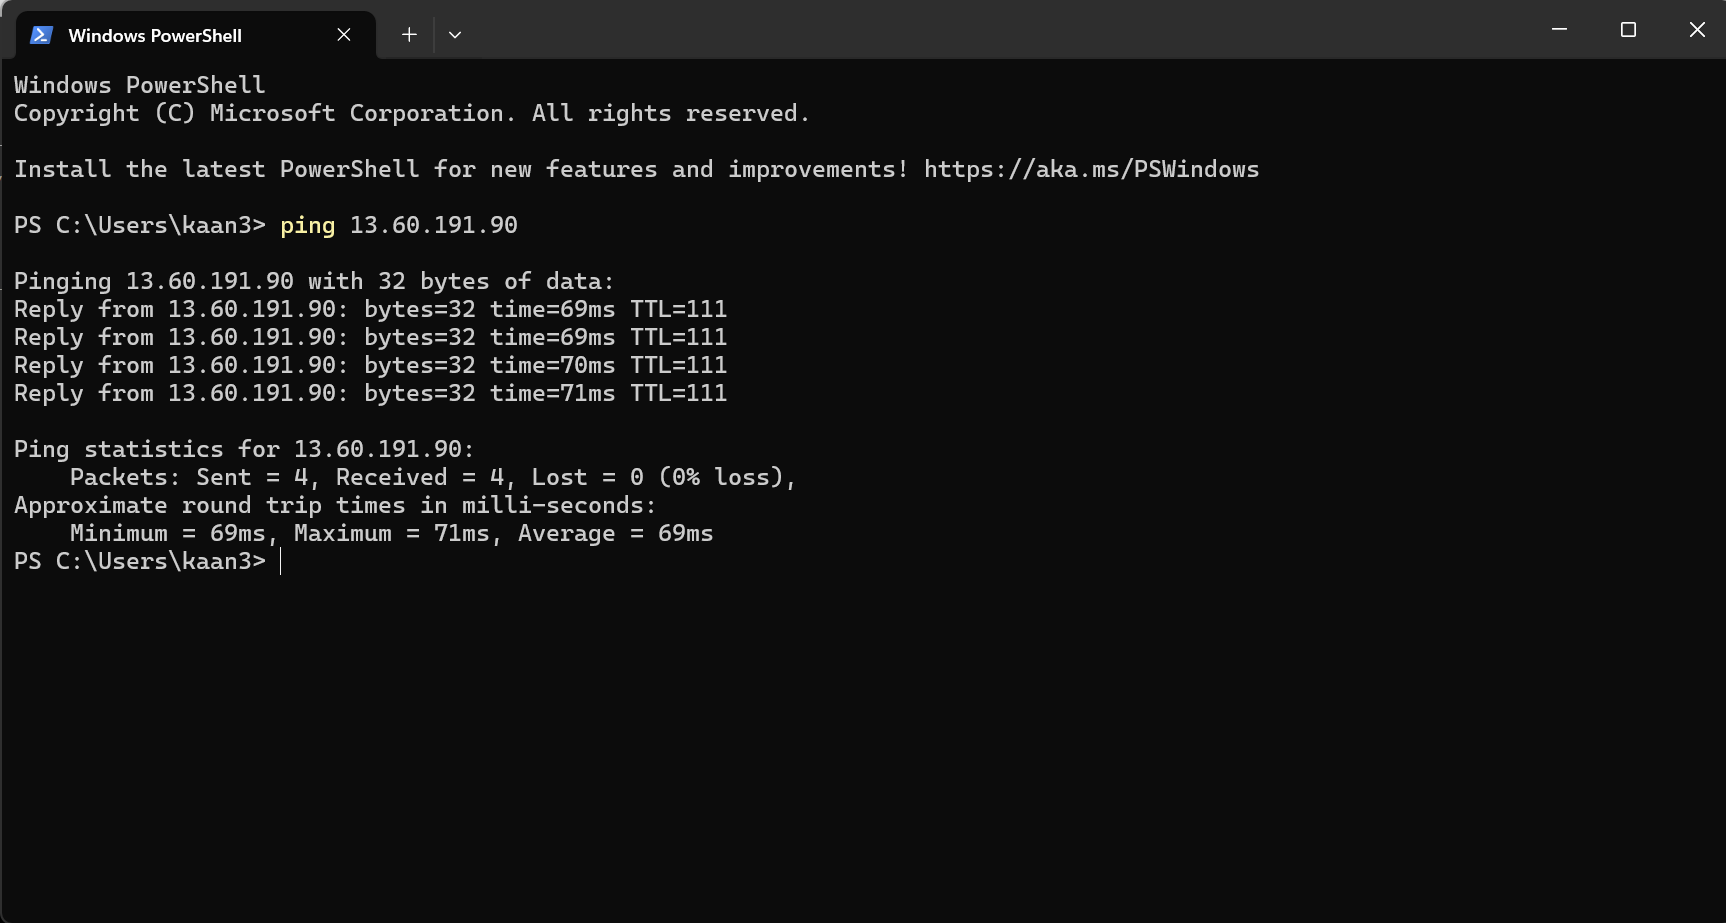 Windows PowerShell
Windows PowerShell
Copyright (C) Microsoft Corporation. All rights reserved.
Install the latest PowerShell for new features and improvements! https://aka.ms/PSWindows
PS C:\Users\kaan3> ping 13.60.191.90
Pinging 13.60.191.90 with 32 bytes of data:
Reply from 13.60.191.90: bytes=32 time=69ms TTL=111
Reply from 13.60.191.90: bytes=32 time=69ms TTL=111
Reply from 13.60.191.90: bytes=32 time=70ms TTL=111
Reply from 13.60.191.90: bytes=32 time=71ms TTL=111
Ping statistics for 13.60.191.90:
    Packets: Sent = 4, Received = 4, Lost = 0 (0% loss),
Approximate round trip times in milli-seconds:
    Minimum = 69ms, Maximum = 71ms, Average = 69ms
PS C:\Users\kaan3>